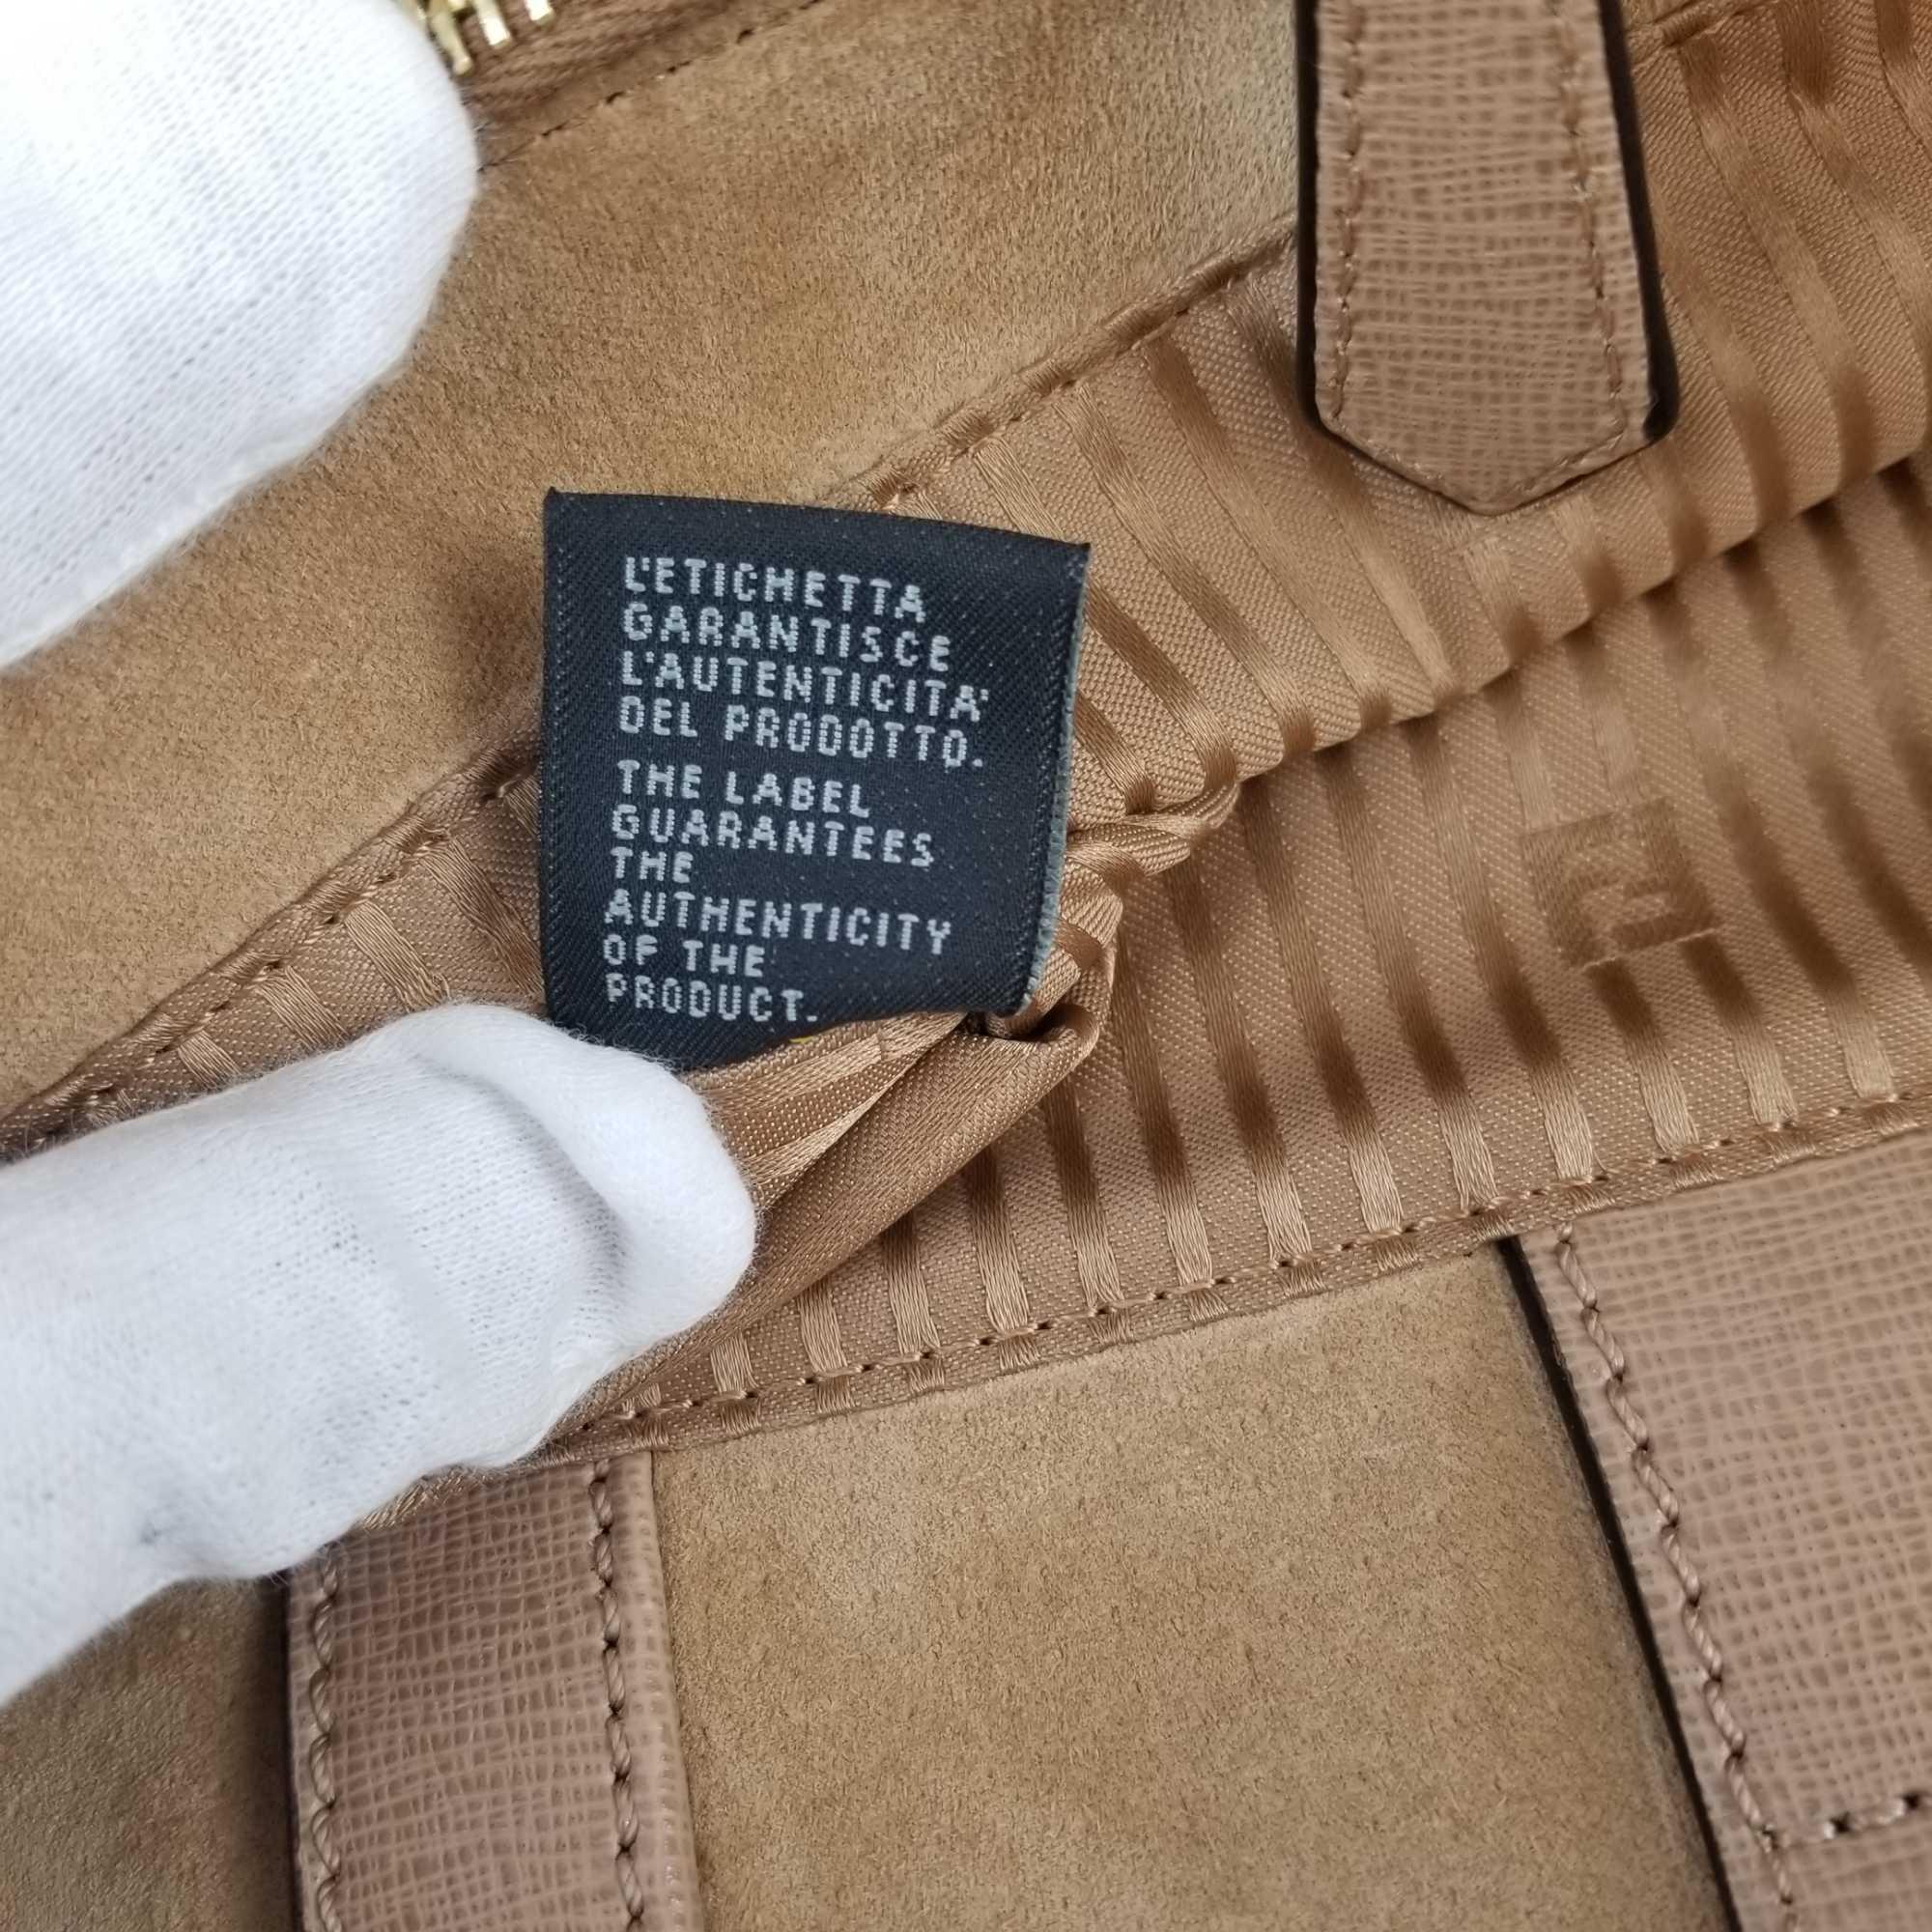 L'ETICHETTA
GARANTISCE
L'AUTENTICITA'
DEL PRODOTTO.
THE LABEL
GUARANTEES
THE
AUTHENTICITY
OF THE
PRODUCT.